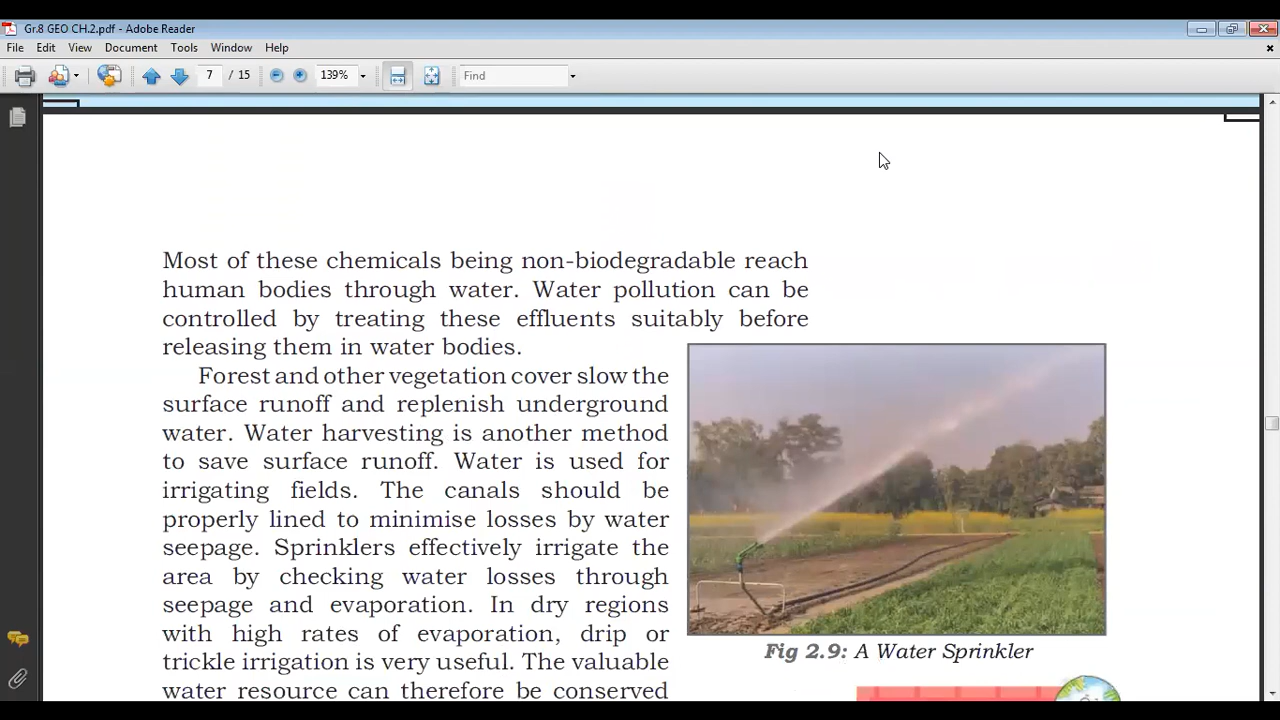 Gr.8 GEO CH.2.pdf - Adobe Reader
File Edit View Document Tools Window Help
7 / 15 139% Find
Most of these chemicals being non-biodegradable reach
human bodies through water. Water pollution can be
controlled by treating these effluents suitably before
releasing them in water bodies.
Forest and other vegetation cover slow the
surface runoff and replenish underground
water. Water harvesting is another method
to save surface runoff. Water is used for
irrigating fields. The canals should be
properly lined to minimise losses by water
seepage. Sprinklers effectively irrigate the
area by checking water losses through
seepage and evaporation. In dry regions
with high rates of evaporation, drip or
trickle irrigation is very useful. The valuable
water resource can therefore be conserved
Fig 2.9: A Water Sprinkler